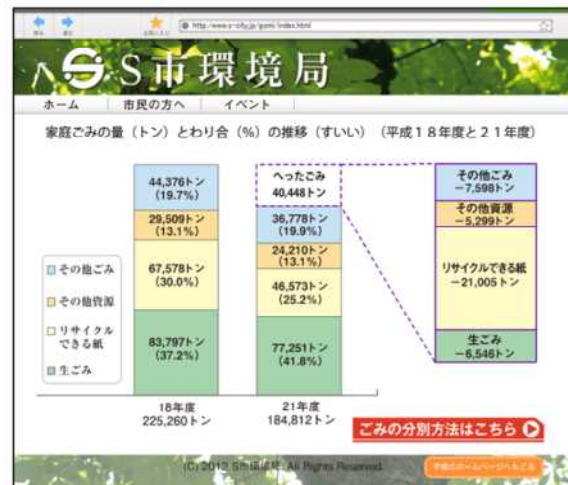 http://www.s-city.jp/gomi/index.html
S市環境局
ホーム
市民の方へ
イベント
家庭ごみの量（トン）とわり合（%）の推移（すいい）（平成18年度と21年度）
その他ごみ
その他資源
リサイクル
できる紙
生ごみ
44,376トン
(19.7%)
29,509トン
(13.1%)
67,578トン
(30.0%)
83,797トン
(37.2%)
18年度
225,260トン
へったごみ
40,448トン
36,778トン
(19.9%)
24,210トン
(13.1%)
46,573トン
(25.2%)
77,251トン
(41.8%)
21年度
184,812トン
その他ごみ
−7,598トン
その他資源
−5,299トン
リサイクルできる紙
−21,005トン
生ごみ
−6,546トン
ごみの分別方法はこちら
(C) 2012 S市環境局. All Rights Reserved.